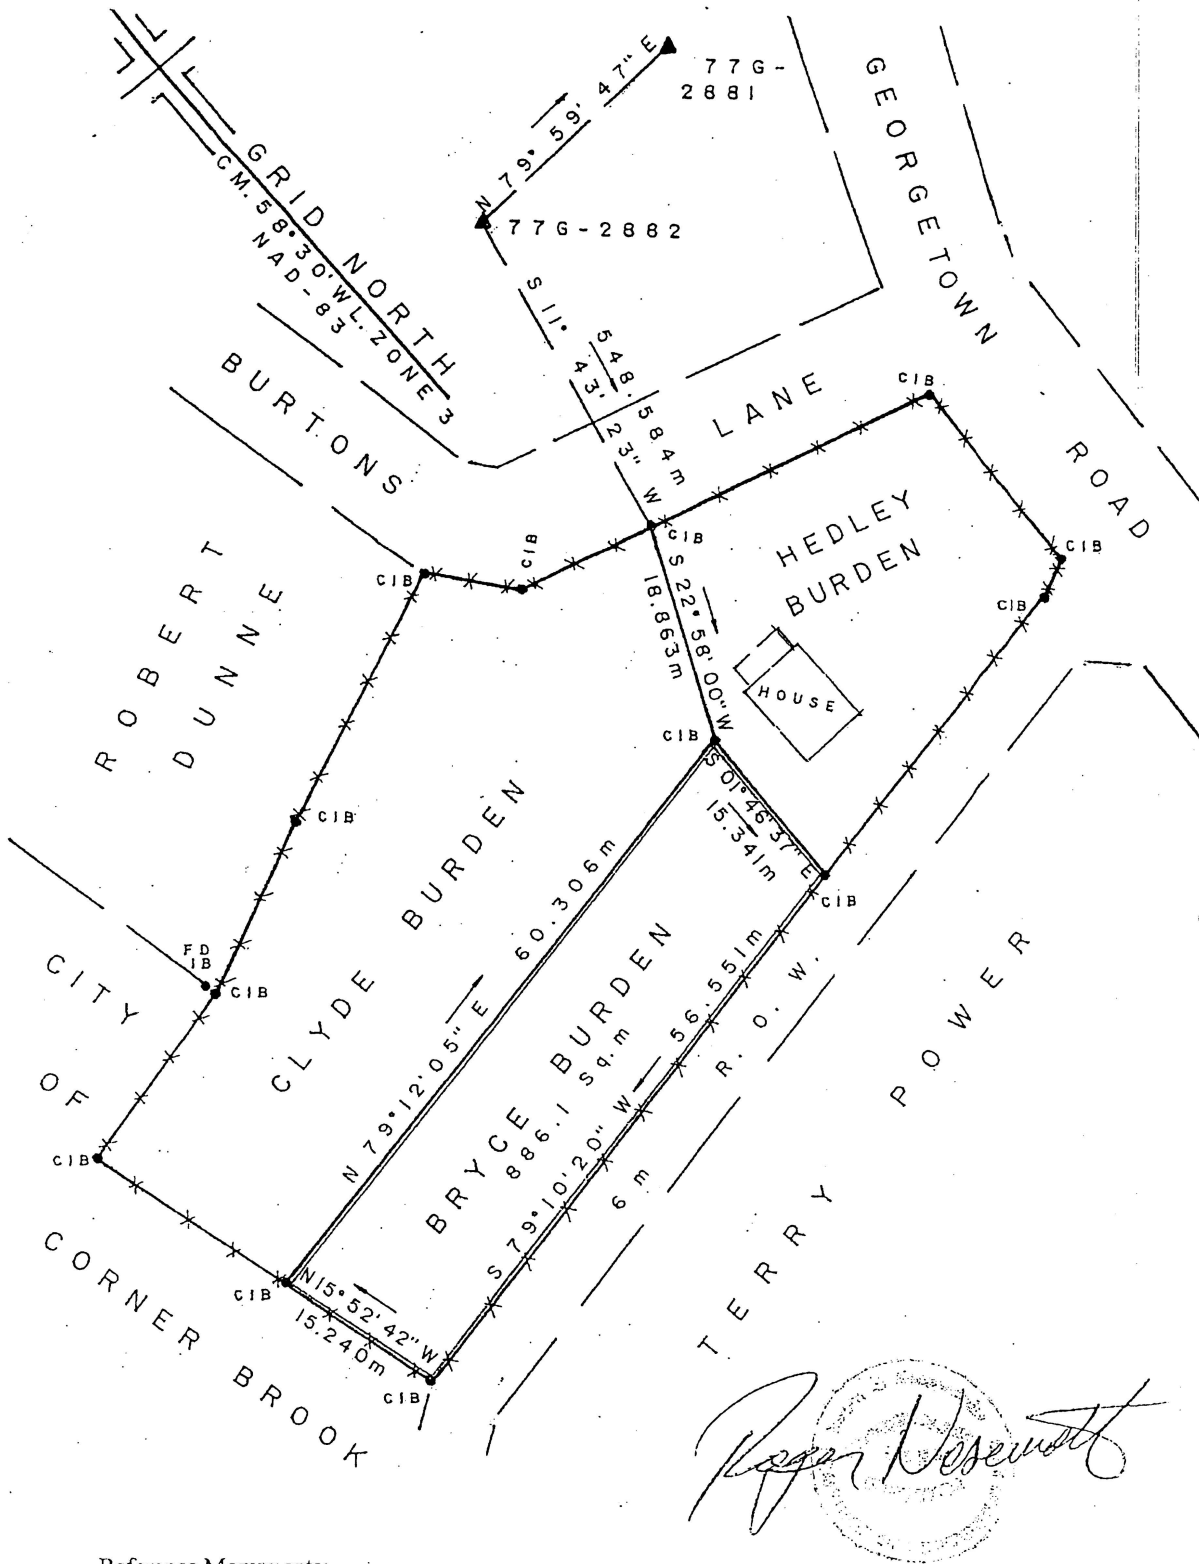 GRID NORTH
CM. 58°30' WL. ZONE 3
NAD-83
N 79° 59' 47" E
77G-
2881
77G-2882
GEORGETOWN ROAD
S 11° 43' 23" W
548.584m
BURTONS LANE
CIB
CIB
CIB
CIB
CIB
CIB
HEDLEY
BURDEN
HOUSE
S 22° 58' 00" W
18.863m
ROBERT
DUNNE
CIB
CIB
S 01° 46' 37" E
15.341m
CIB
CLYDE BURDEN
N 79° 12' 05" E 60.306m
BRYCE BURDEN
886.1 Sq. m
S 79° 10' 20" W 56.551m
6m R. O. W.
TERRY POWER
FD
IB
CIB
CITY
OF
CORNER BROOK
CIB
CIB
N 15° 52' 42" W
15.240m
CIB
Roger